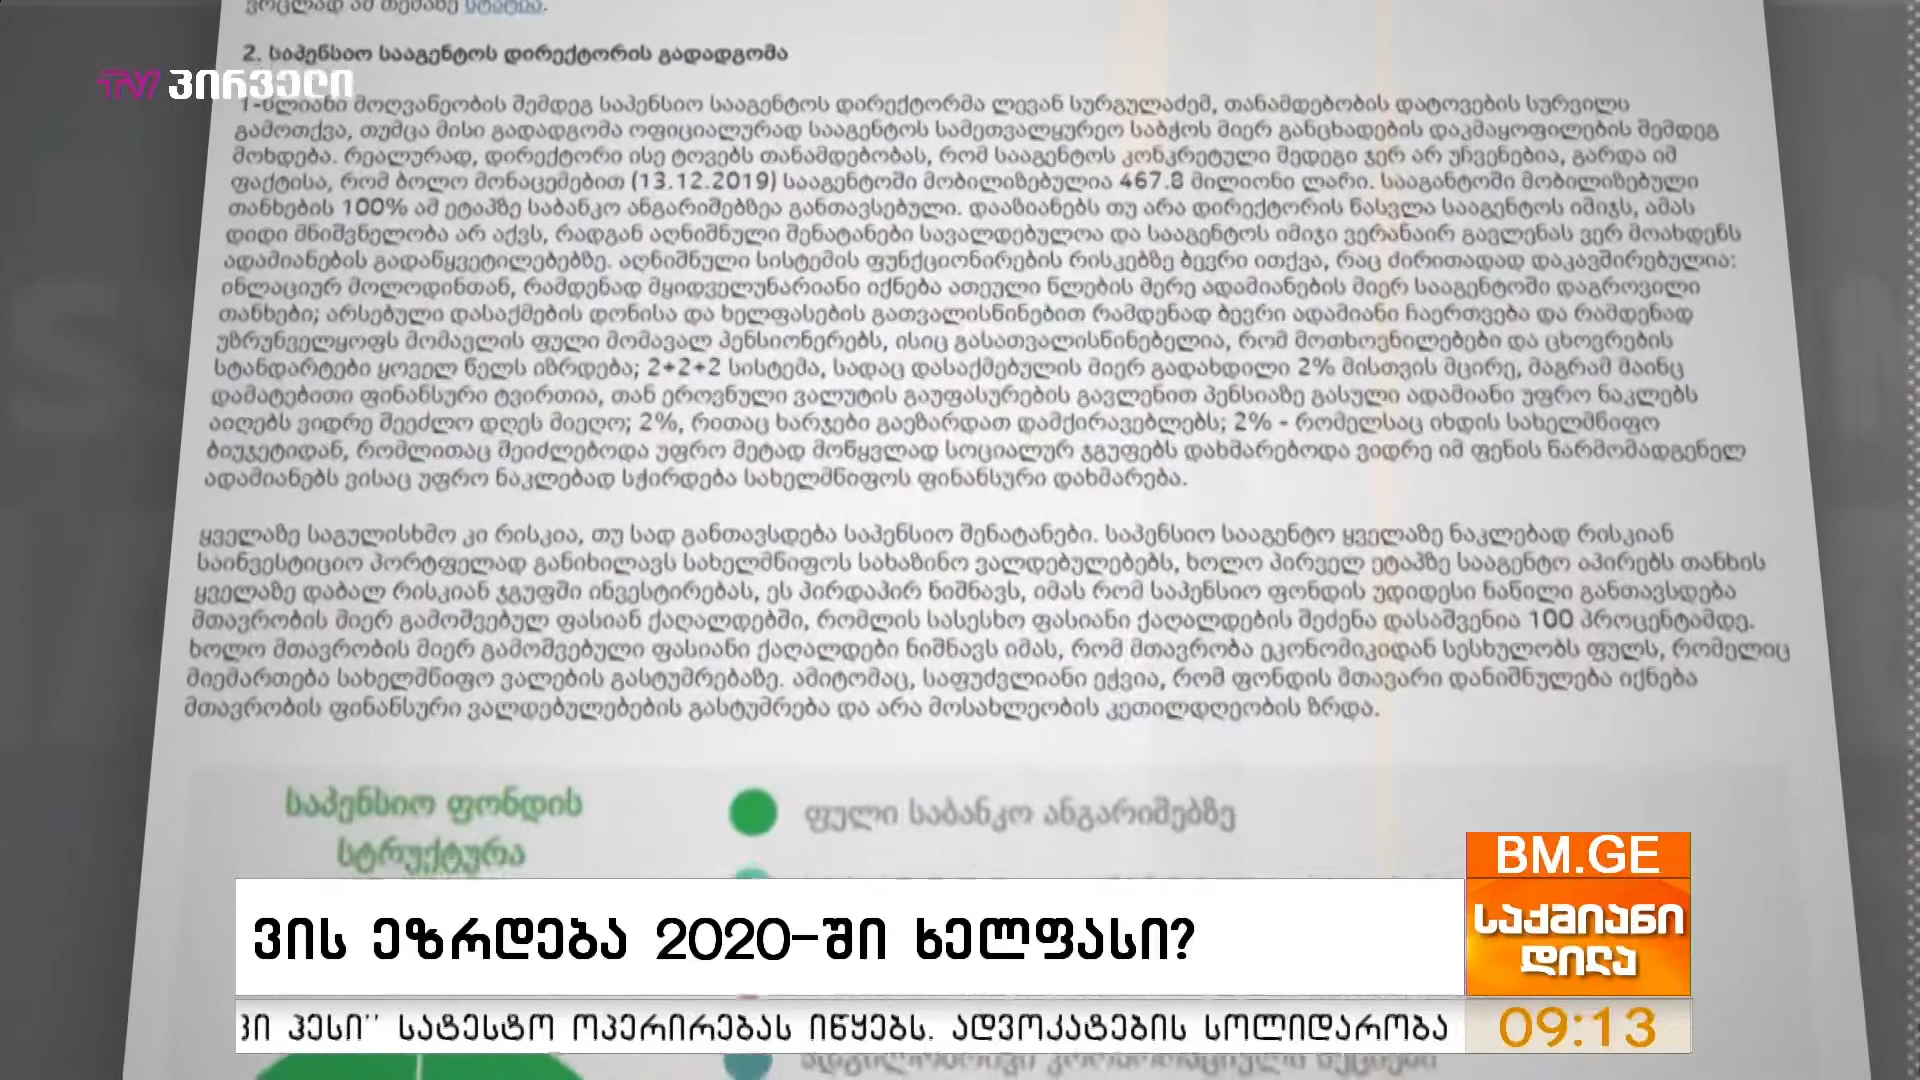 ვრცლად ამ თემაზე სტატია.
2. საპენსიო სააგენტოს დირექტორის გადადგომა
TV პირველი
1-წლიანი მოღვაწეობის შემდეგ საპენსიო სააგენტოს დირექტორმა ლევან სურგულაძემ, თანამდებობის დატოვების სურვილი
გამოთქვა, თუმცა მისი გადადგომა ოფიციალურად სააგენტოს სამეთვალყურეო საბჭოს მიერ განცხადების დაკმაყოფილების შემდეგ
მოხდება. რეალურად, დირექტორი ისე ტოვებს თანამდებობას, რომ სააგენტოს კონკრეტული შედეგი ჯერ არ უჩვენებია, გარდა იმ
ფაქტისა, რომ ბოლო მონაცემებით (13.12.2019) სააგენტოში მობილიზებულია 467.8 მილიონი ლარი. სააგანტოში მობილიზებული
თანხების 100% ამ ეტაპზე საბანკო ანგარიშებზეა განთავსებული. დააზიანებს თუ არა დირექტორის წასვლა სააგენტოს იმიჯს, ამას
დიდი მნიშვნელობა არ აქვს, რადგან აღნიშნული შენატანები სავალდებულოა და სააგენტოს იმიჯი ვერანაირ გავლენას ვერ მოახდენს
ადამიანების გადაწყვეტილებებზე. აღნიშნული სისტემის ფუნქციონირების რისკებზე ბევრი ითქვა, რაც ძირითადად დაკავშირებულია:
ინლაციურ მოლოდინთან, რამდენად მყიდველუნარიანი იქნება ათეული წლების მერე ადამიანების მიერ სააგენტოში დაგროვილი
თანხები; არსებული დასაქმების დონისა და ხელფასების გათვალისწინებით რამდენად ბევრი ადამიანი ჩაერთვება და რამდენად
უზრუნველყოფს მომავლის ფული მომავალ პენსიონერებს, ისიც გასათვალისწინებელია, რომ მოთხოვნილებები და ცხოვრების
სტანდარტები ყოველ წელს იზრდება; 2+2+2 სისტემა, სადაც დასაქმებულის მიერ გადახდილი 2% მისთვის მცირე, მაგრამ მაინც
დამატებითი ფინანსური ტვირთია, თან ეროვნული ვალუტის გაუფასურების გავლენით პენსიაზე გასული ადამიანი უფრო ნაკლებს
აიღებს ვიდრე შეეძლო დღეს მიეღო; 2%, რითაც ხარჯები გაეზარდათ დამქირავებლებს; 2% - რომელსაც იხდის სახელმწიფო
ბიუჯეტიდან, რომლითაც შეიძლებოდა უფრო მეტად მოწყვლად სოციალურ ჯგუფებს დახმარებოდა ვიდრე იმ ფენის წარმომადგენელ
ადამიანებს ვისაც უფრო ნაკლებად სჭირდება სახელმწიფოს ფინანსური დახმარება.
ყველაზე საგულისხმო კი რისკია, თუ სად განთავსდება საპენსიო შენატანები. საპენსიო სააგენტო ყველაზე ნაკლებად რისკიან
საინვესტიციო პორტფელად განიხილავს სახელმწიფოს სახაზინო ვალდებულებებს, ხოლო პირველ ეტაპზე სააგენტო აპირებს თანხის
ყველაზე დაბალ რისკიან ჯგუფში ინვესტირებას, ეს პირდაპირ ნიშნავს, იმას რომ საპენსიო ფონდის უდიდესი ნაწილი განთავსდება
მთავრობის მიერ გამოშვებულ ფასიან ქაღალდებში, რომლის სასესხო ფასიანი ქაღალდების შეძენა დასაშვენია 100 პროცენტამდე.
ხოლო მთავრობის მიერ გამოშვებული ფასიანი ქაღალდები ნიშნავს იმას, რომ მთავრობა ეკონომიკიდან სესხულობს ფულს, რომელიც
მიემართება სახელმწიფო ვალების გასტუმრებაზე. ამიტომაც, საფუძვლიანი ეჭვია, რომ ფონდის მთავარი დანიშნულება იქნება
მთავრობის ფინანსური ვალდებულებების გასტუმრება და არა მოსახლეობის კეთილდღეობის ზრდა.
საპენსიო ფონდის
სტრუქტურა
ფული საბანკო ანგარიშებზე
BM.GE
საქმიანი
დილა
ვის ეზრდება 2020-ში ხელფასი?
პი ჰესი" სატესტო ოპერირებას იწყებს. ადვოკატების სოლიდარობა
09:13